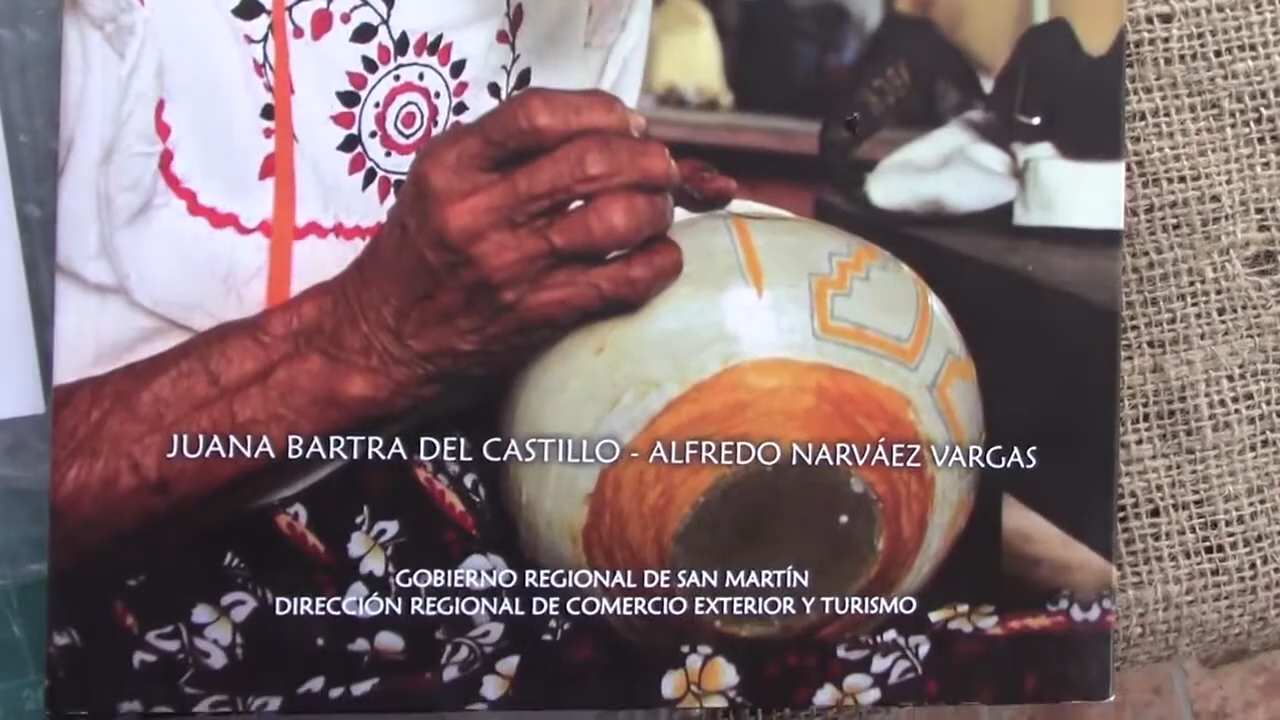 JUANA BARTRA DEL CASTILLO - ALFREDO NARVÁEZ VARGAS
GOBIERNO REGIONAL DE SAN MARTÍN
DIRECCIÓN REGIONAL DE COMERCIO EXTERIOR Y TURISMO